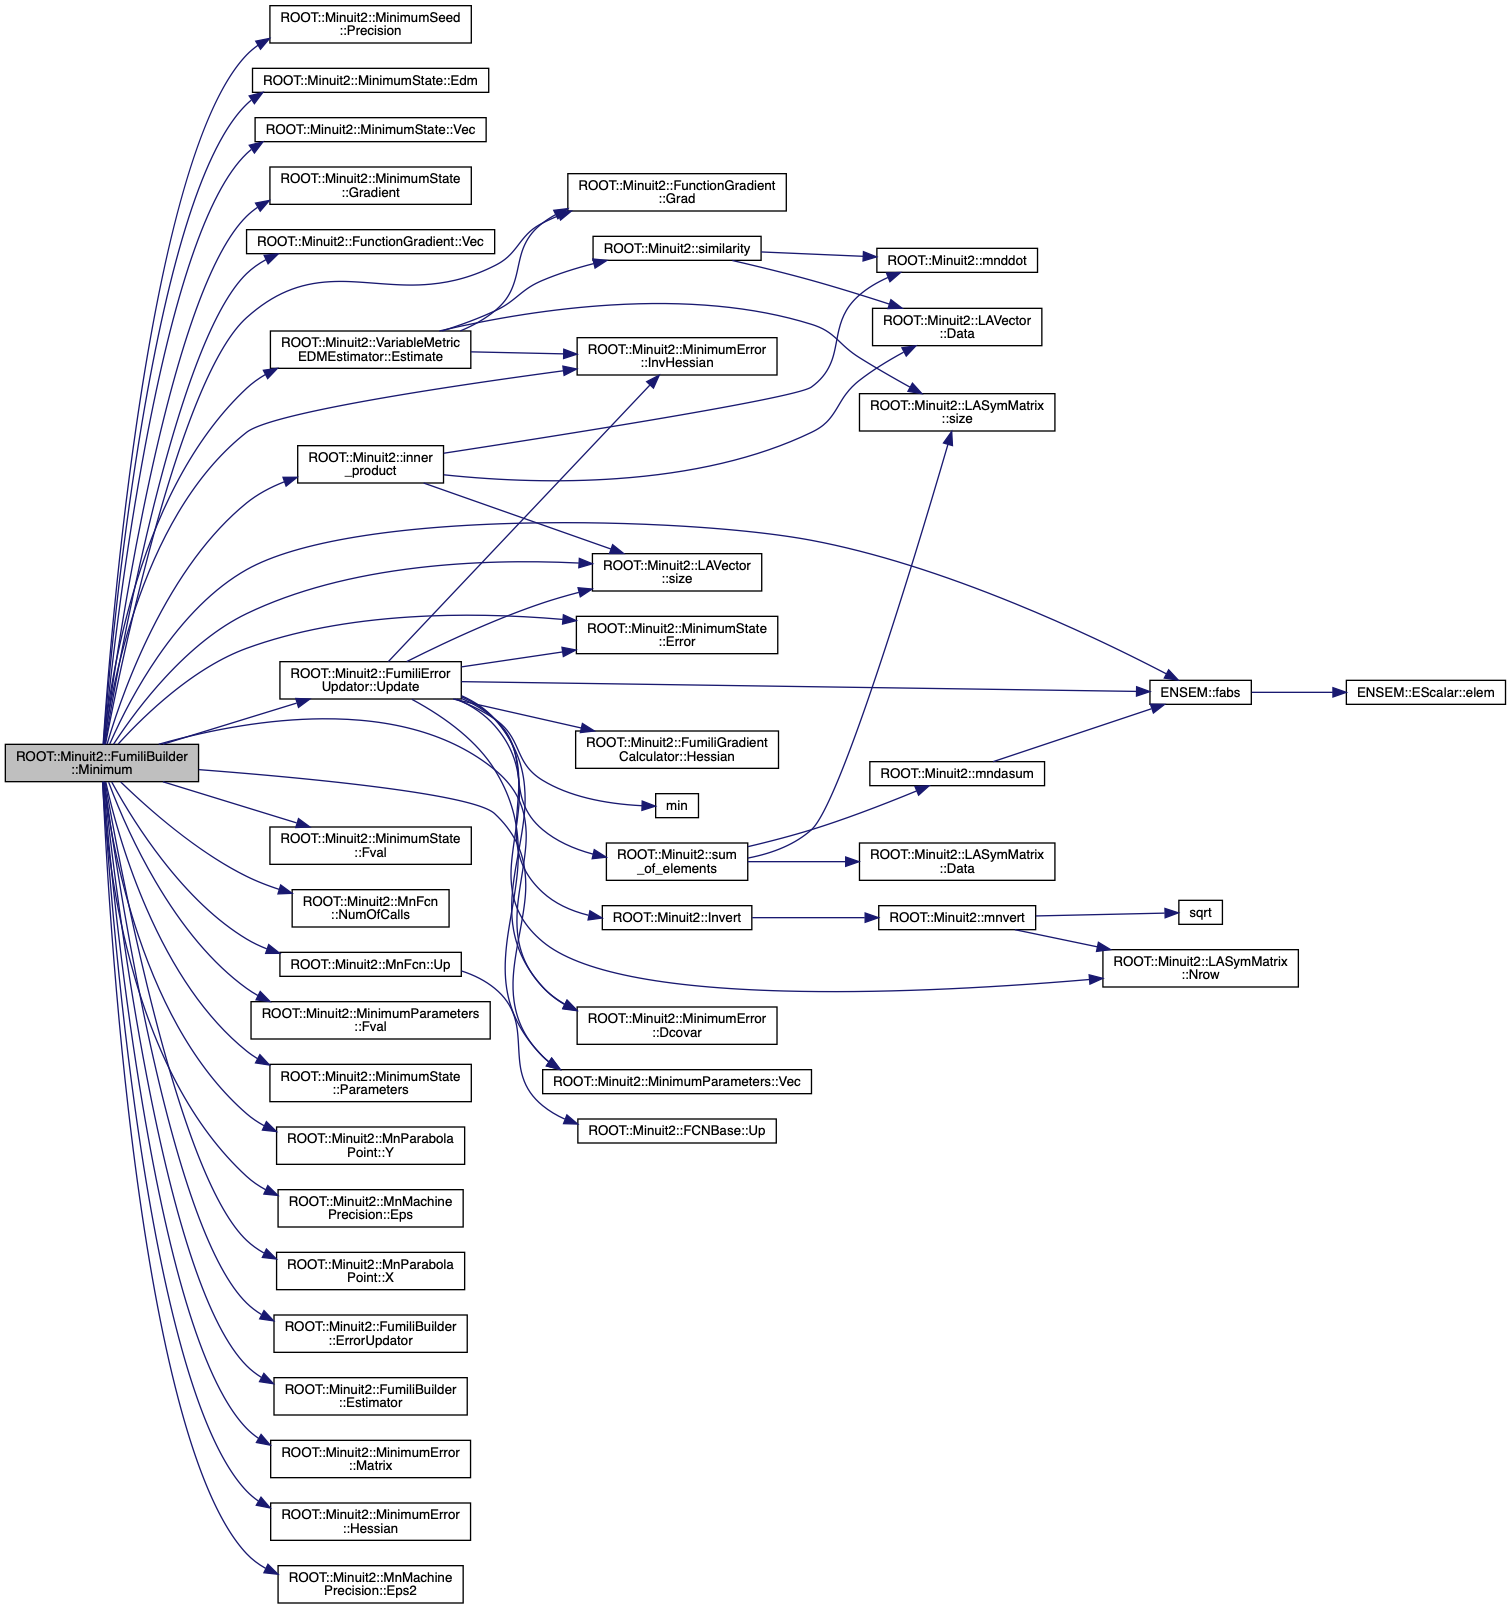 ROOT::Minuit2::FumiliBuilder
::Minimum
ROOT::Minuit2::MinimumSeed
::Precision
ROOT::Minuit2::MinimumState::Edm
ROOT::Minuit2::MinimumState::Vec
ROOT::Minuit2::MinimumState
::Gradient
ROOT::Minuit2::FunctionGradient::Vec
ROOT::Minuit2::VariableMetric
EDMEstimator::Estimate
ROOT::Minuit2::inner
_product
ROOT::Minuit2::FumiliError
Updator::Update
ROOT::Minuit2::MinimumState
::Fval
ROOT::Minuit2::MnFcn
::NumOfCalls
ROOT::Minuit2::MnFcn::Up
ROOT::Minuit2::MinimumParameters
::Fval
ROOT::Minuit2::MinimumState
::Parameters
ROOT::Minuit2::MnParabola
Point::Y
ROOT::Minuit2::MnMachine
Precision::Eps
ROOT::Minuit2::MnParabola
Point::X
ROOT::Minuit2::FumiliBuilder
::ErrorUpdator
ROOT::Minuit2::FumiliBuilder
::Estimator
ROOT::Minuit2::MinimumError
::Matrix
ROOT::Minuit2::MinimumError
::Hessian
ROOT::Minuit2::MnMachine
Precision::Eps2
ROOT::Minuit2::FunctionGradient
::Grad
ROOT::Minuit2::similarity
ROOT::Minuit2::MinimumError
::InvHessian
ROOT::Minuit2::LAVector
::size
ROOT::Minuit2::MinimumState
::Error
ROOT::Minuit2::FumiliGradient
Calculator::Hessian
min
ROOT::Minuit2::sum
_of_elements
ROOT::Minuit2::Invert
ROOT::Minuit2::MinimumError
::Dcovar
ROOT::Minuit2::MinimumParameters::Vec
ROOT::Minuit2::FCNBase::Up
ROOT::Minuit2::mnddot
ROOT::Minuit2::LAVector
::Data
ROOT::Minuit2::LASymMatrix
::size
ROOT::Minuit2::mndasum
ROOT::Minuit2::LASymMatrix
::Data
ROOT::Minuit2::mnvert
ENSEM::fabs
sqrt
ROOT::Minuit2::LASymMatrix
::Nrow
ENSEM::EScalar::elem